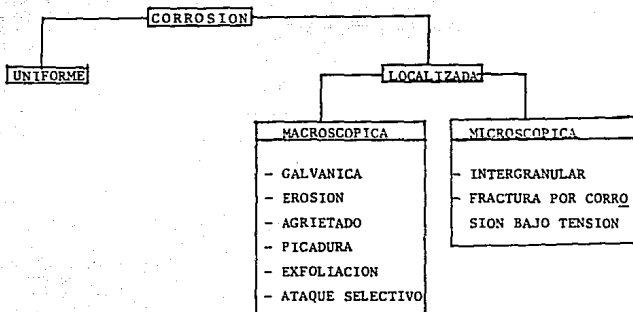 CORROSION
UNIFORME
LOCALIZADA
MACROSCOPICA
- GALVANICA
- EROSION
- AGRIETADO
- PICADURA
- EXFOLIACION
- ATAQUE SELECTIVO
MICROSCOPICA
- INTERGRANULAR
- FRACTURA POR CORRO
SION BAJO TENSION